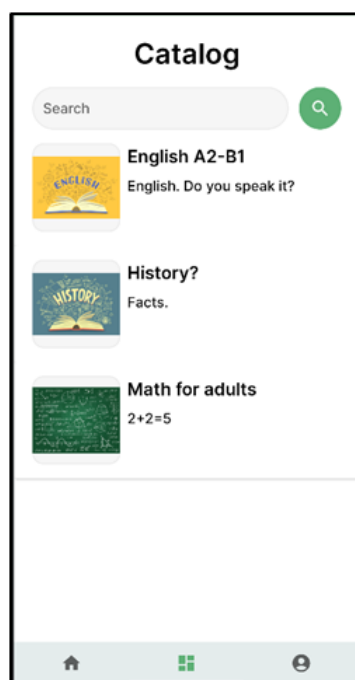 Catalog
Search
English A2-B1
English. Do you speak it?
ENGLISH
History?
Facts.
HISTORY
Math for adults
2+2=5